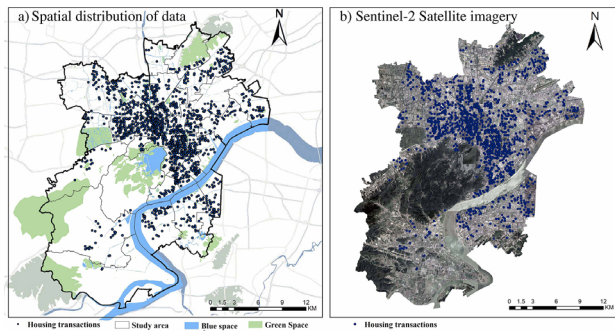 a) Spatial distribution of data
N
0 1.5 3 6 9 12
KM
Housing transactions Study area Blue space Green Space
b) Sentinel-2 Satellite imagery
N
0 1.5 3 6 9 12
KM
Housing transactions